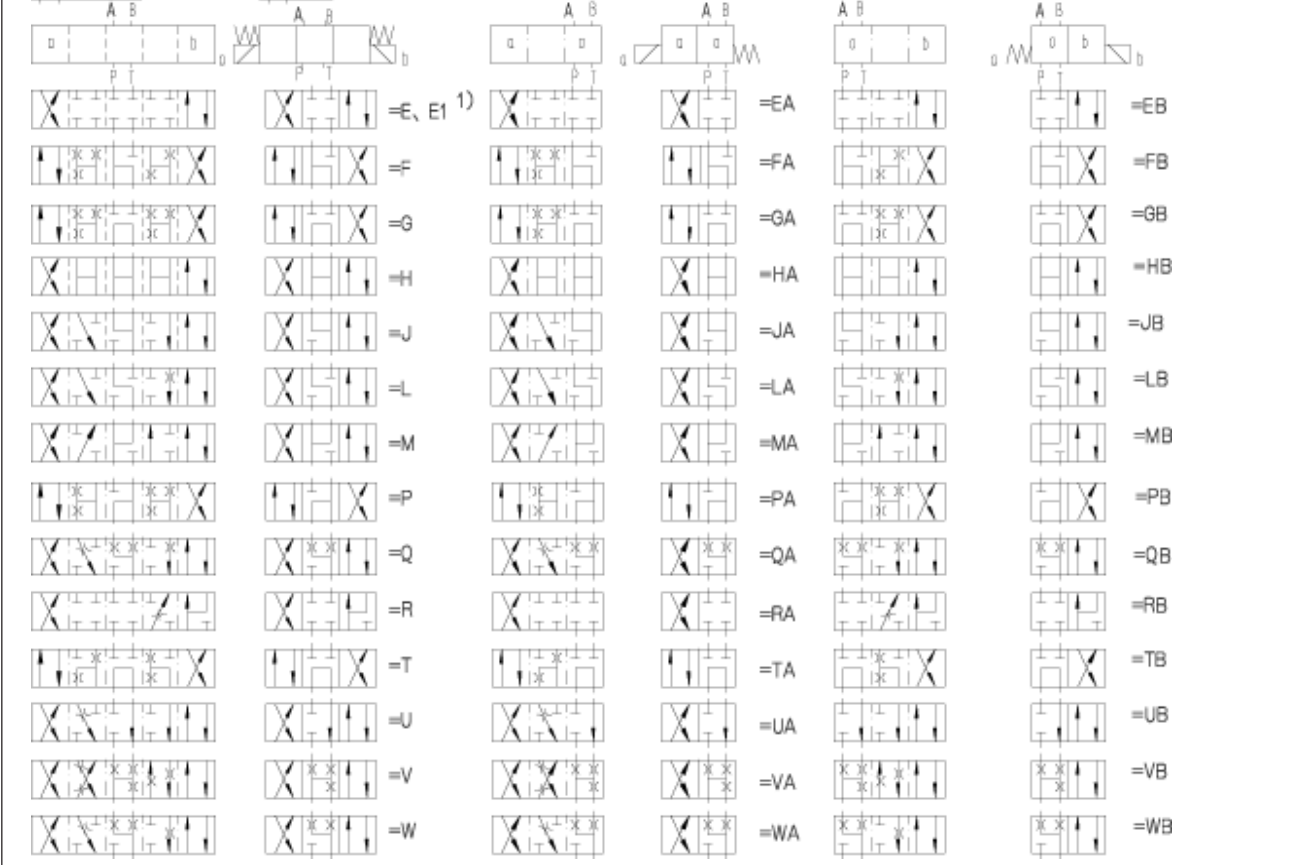 A B A B A B A B A B A B
a b a b a o a o o b o b
a b a a b
P T P T P T P T P T P T
=E、E1 1) =EA =EB
=F =FA =FB
=G =GA =GB
=H =HA =HB
=J =JA =JB
=L =LA =LB
=M =MA =MB
=P =PA =PB
=Q =QA =QB
=R =RA =RB
=T =TA =TB
=U =UA =UB
=V =VA =VB
=W =WA =WB